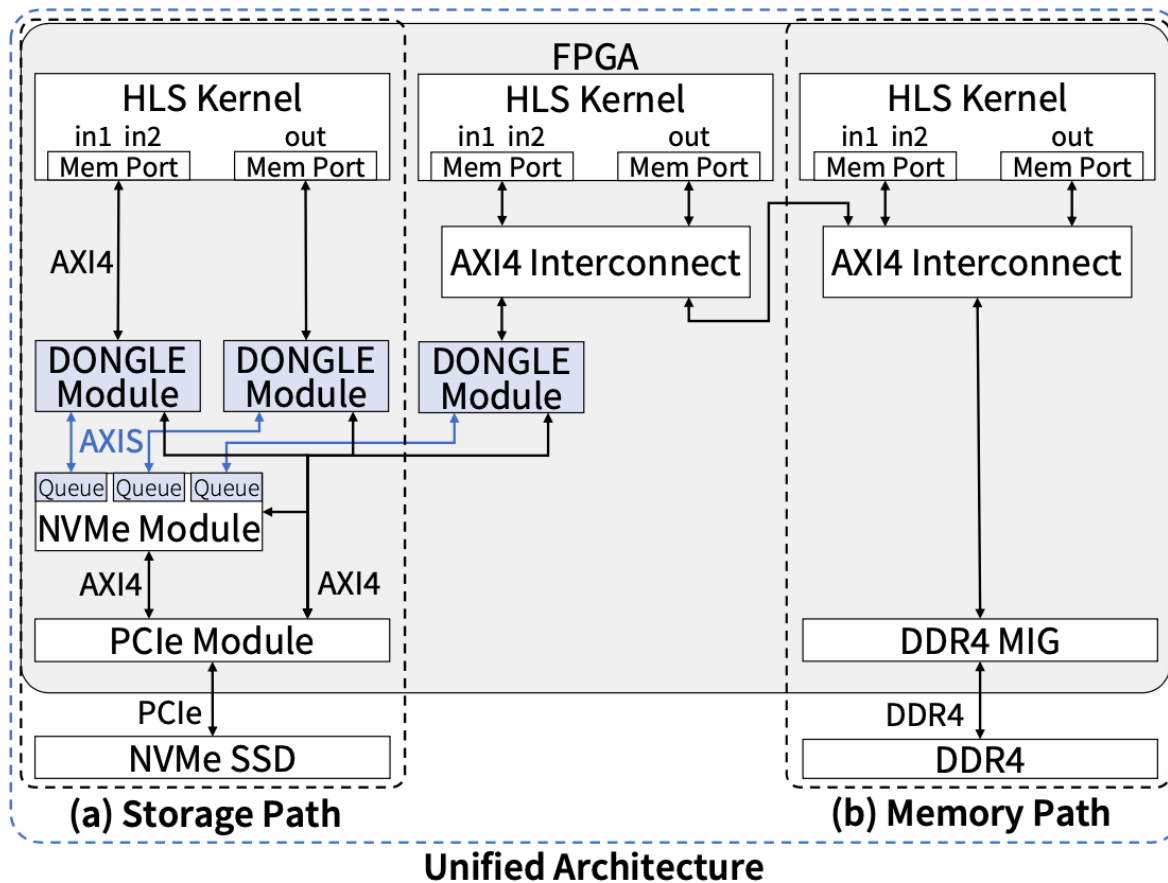 FPGA
HLS Kernel
in1 in2
out
Mem Port
Mem Port
HLS Kernel
in1 in2
out
Mem Port
Mem Port
HLS Kernel
in1 in2
out
Mem Port
Mem Port
AXI4
AXI4 Interconnect
AXI4 Interconnect
DONGLE
Module
DONGLE
Module
DONGLE
Module
AXIS
Queue
Queue
Queue
NVMe Module
AXI4
AXI4
PCIe Module
DDR4 MIG
PCIe
DDR4
NVMe SSD
DDR4
(a) Storage Path
(b) Memory Path
Unified Architecture